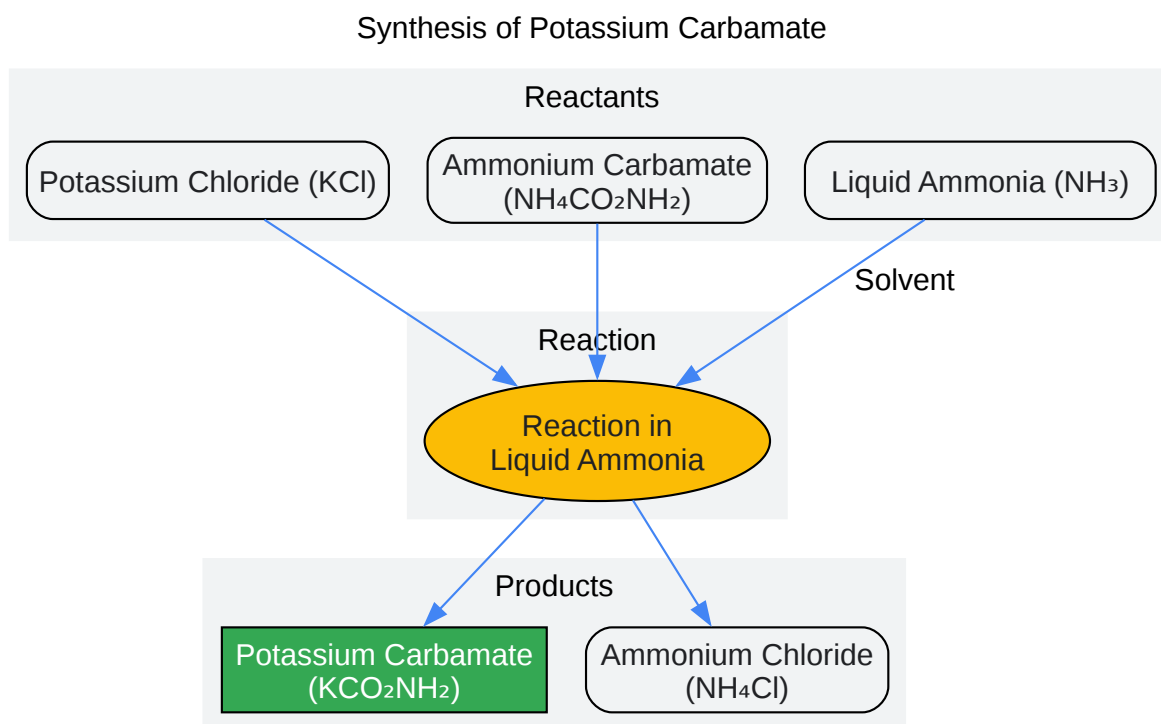 Synthesis of Potassium Carbamate
Reactants
Potassium Chloride (KCl)
Ammonium Carbamate
(NH₄CO₂NH₂)
Liquid Ammonia (NH₃)
Solvent
Reaction
Reaction in
Liquid Ammonia
Products
Potassium Carbamate
(KCO₂NH₂)
Ammonium Chloride
(NH₄Cl)